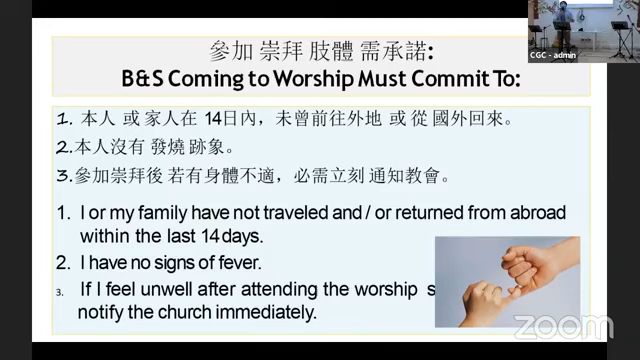 參加 崇拜 肢體 需承諾:
B&S Coming to Worship Must Commit To:
1. 本人 或 家人在 14日內，未曾前往外地 或 從 國外回來。
2.本人沒有 發燒 跡象。
3.參加崇拜後 若有身體不適，必需立刻 通知教會。
1. I or my family have not traveled and / or returned from abroad
within the last 14 days.
2. I have no signs of fever.
3. If I feel unwell after attending the worship s
notify the church immediately.
CGC - admin
zoom